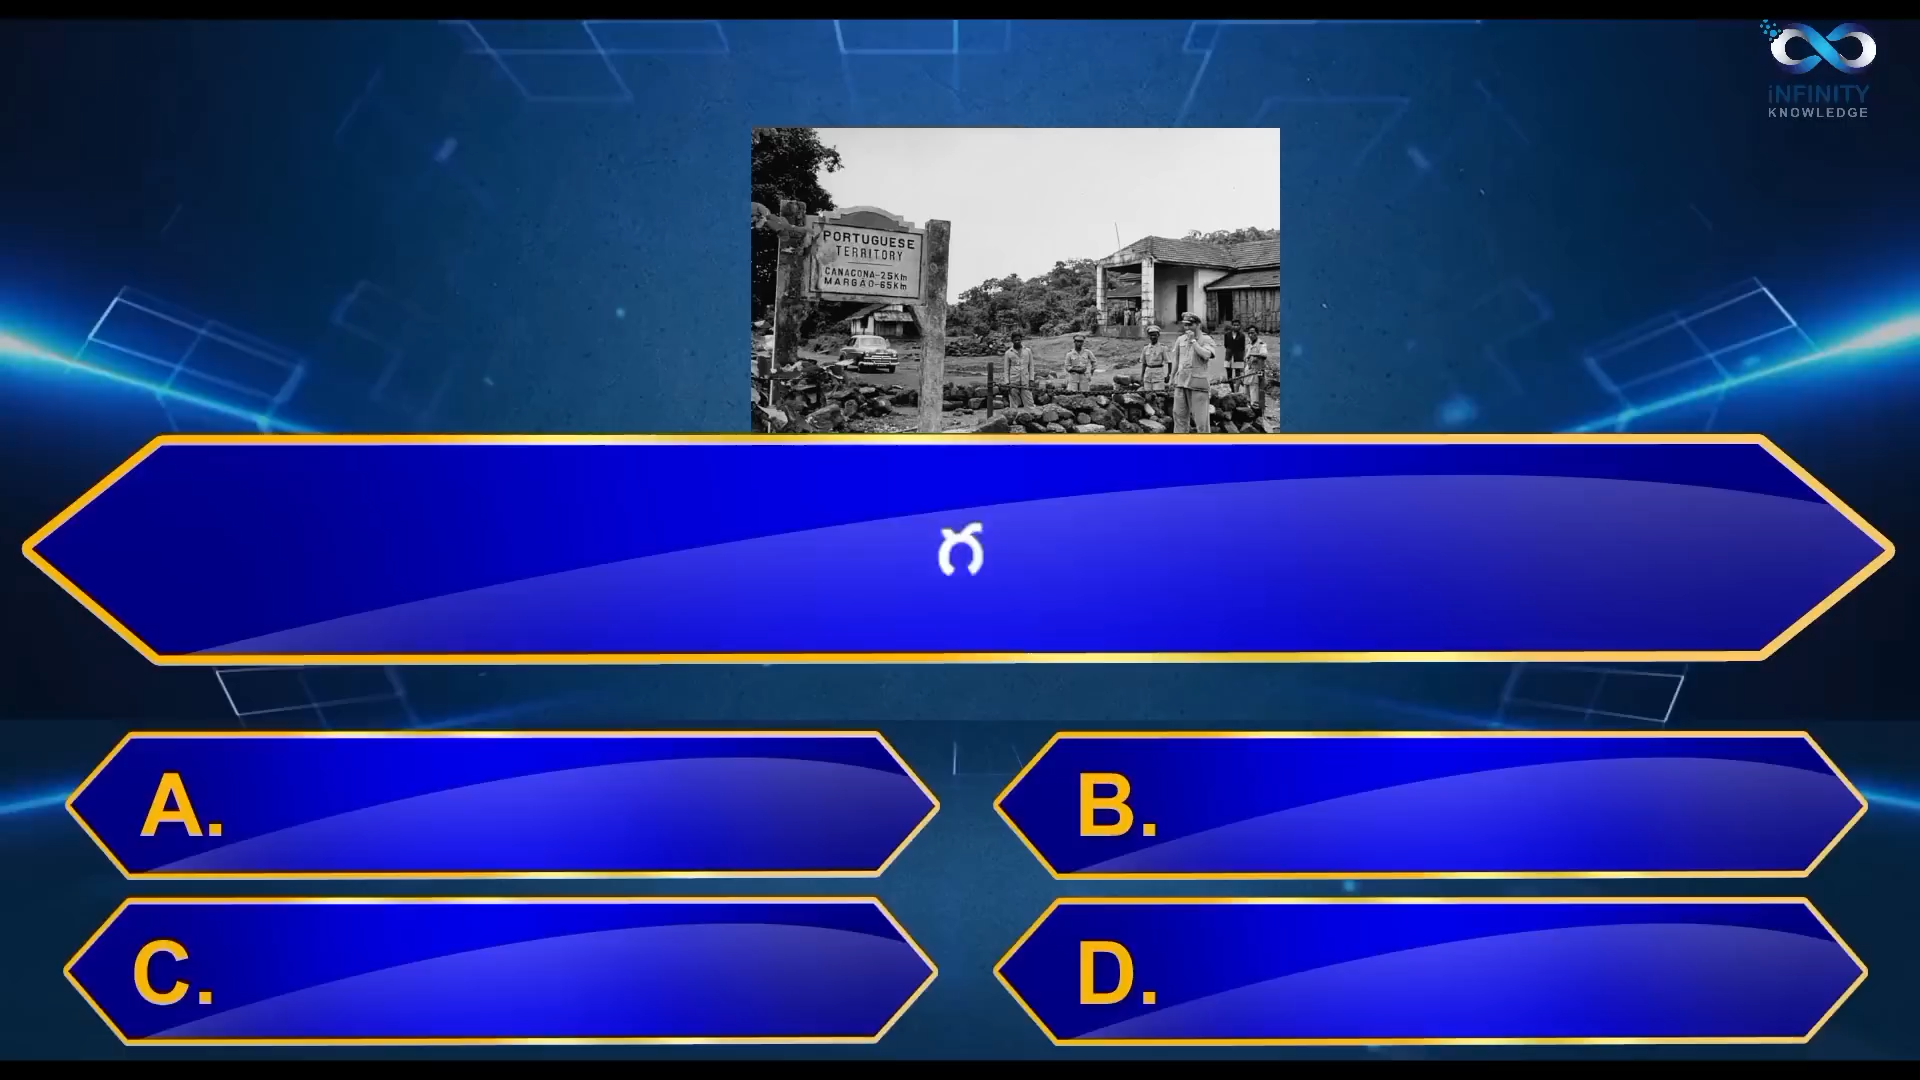 iNFINITY
KNOWLEDGE
PORTUGUESE
TERRITORY
CANACONA-25Km
MARGAO-65Km
గ
A.
B.
C.
D.